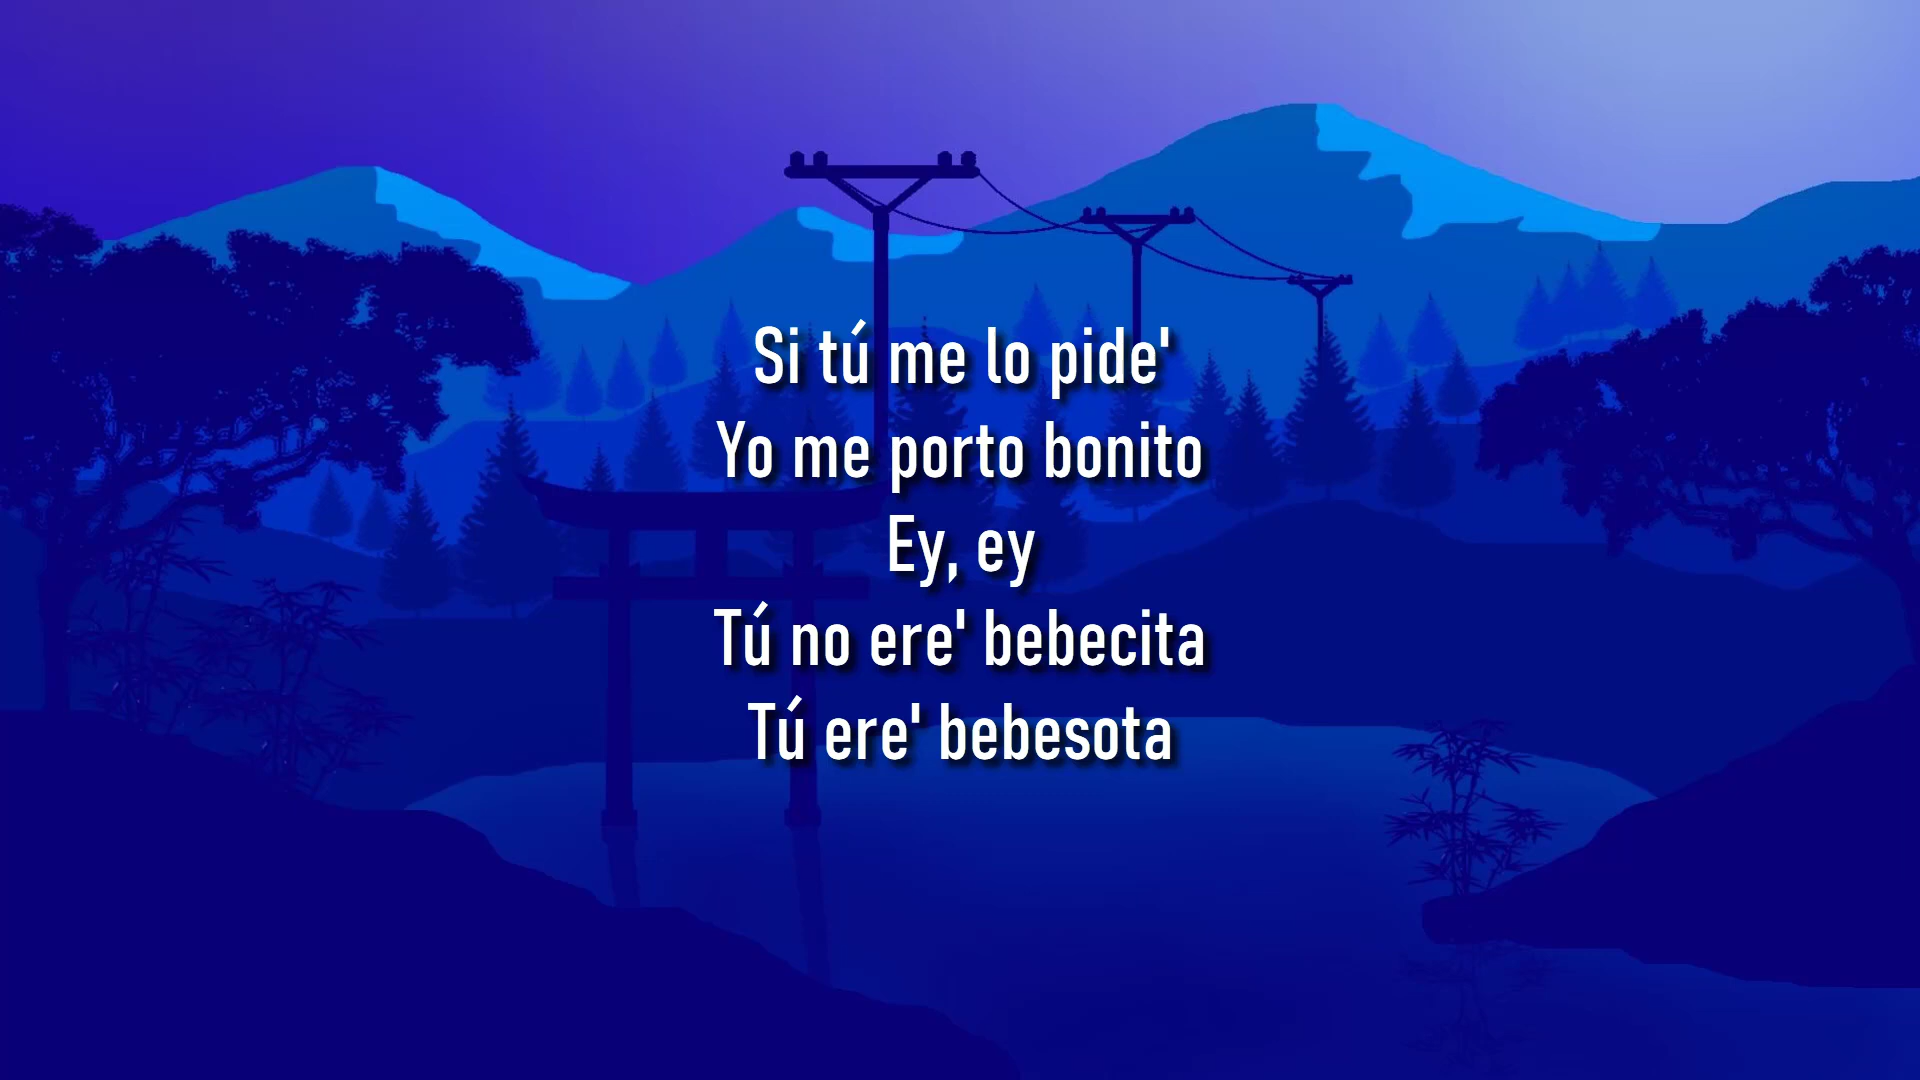 Si tú me lo pide'
Yo me porto bonito
Ey, ey
Tú no ere' bebecita
Tú ere' bebesota